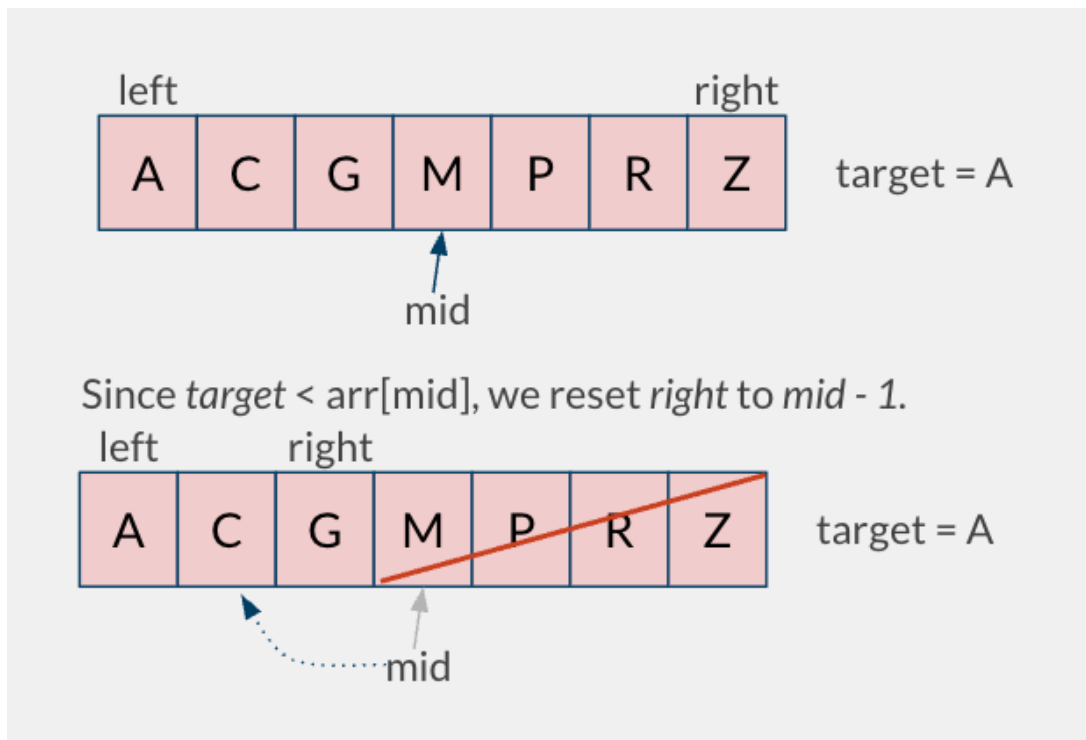 left right
A C G M P R Z target = A
mid
Since target < arr[mid], we reset right to mid - 1.
left right
A C G M P R Z target = A
mid